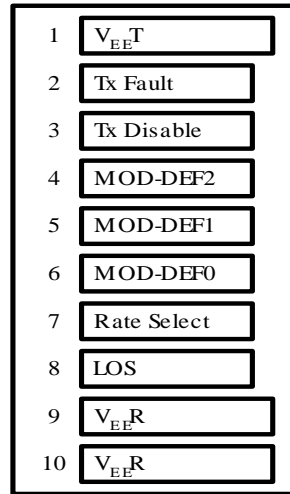 1 VEET
2 Tx Fault
3 Tx Disable
4 MOD-DEF2
5 MOD-DEF1
6 MOD-DEF0
7 Rate Select
8 LOS
9 VEER
10 VEER